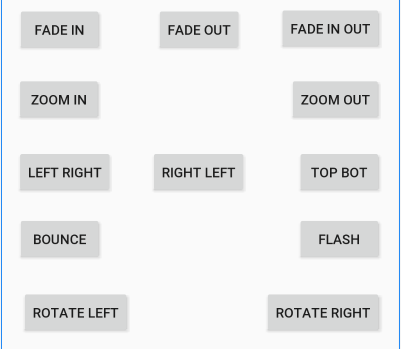 FADE IN
FADE OUT
FADE IN OUT
ZOOM IN
ZOOM OUT
LEFT RIGHT
RIGHT LEFT
TOP BOT
BOUNCE
FLASH
ROTATE LEFT
ROTATE RIGHT